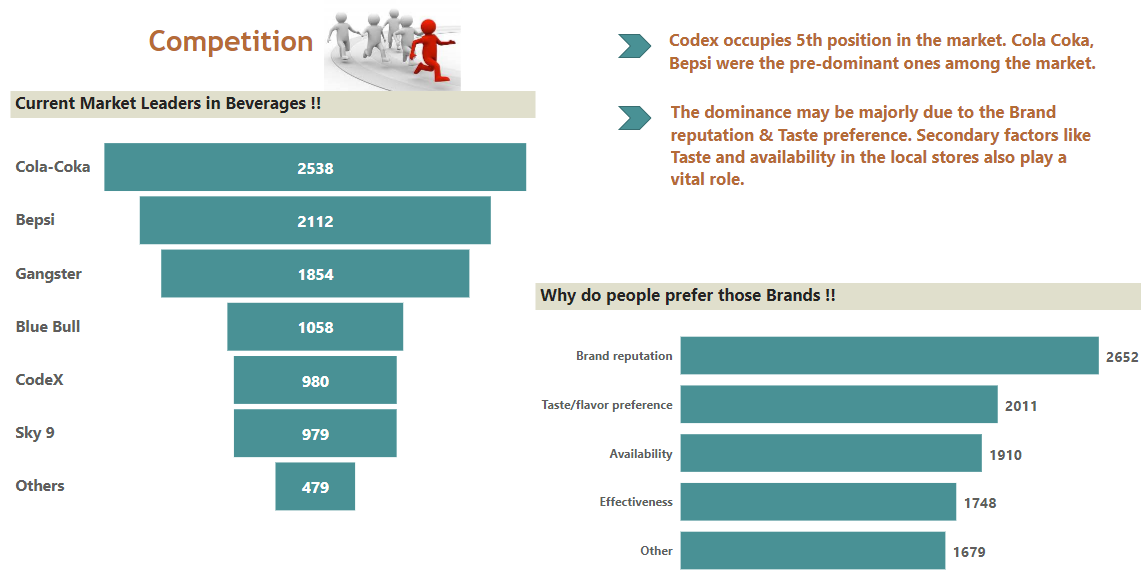 Competition
Current Market Leaders in Beverages !!
Cola-Coka 2538
Bepsi 2112
Gangster 1854
Blue Bull 1058
CodeX 980
Sky 9 979
Others 479
Codex occupies 5th position in the market. Cola Coka,
Bepsi were the pre-dominant ones among the market.
The dominance may be majorly due to the Brand
reputation & Taste preference. Secondary factors like
Taste and availability in the local stores also play a
vital role.
Why do people prefer those Brands !!
Brand reputation 2652
Taste/flavor preference 2011
Availability 1910
Effectiveness 1748
Other 1679